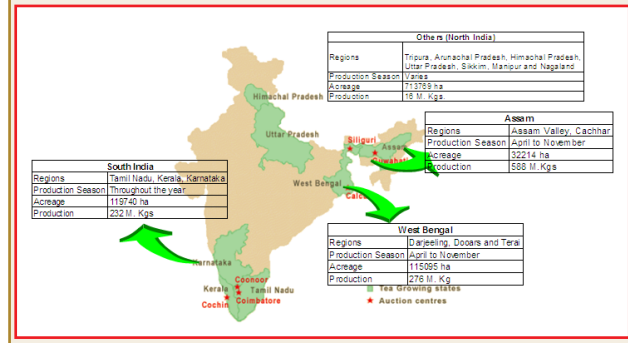 Others (North India)
Regions Tripura, Arunachal Pradesh, Himachal Pradesh,
Uttar Pradesh, Sikkim, Manipur and Nagaland
Production Season Varies
Acreage 713769 ha
Production 16 M. Kgs.
Himachal Pradesh
Uttar Pradesh
Siliguri
Assam
Guwahati
West Bengal
Assam
Regions Assam Valley, Cachhar
Production Season April to November
Acreage 32214 ha
Production 588 M.Kgs
South India
Regions Tamil Nadu, Kerala, Karnataka
Production Season Throughout the year
Acreage 119740 ha
Production 232 M. Kgs
West Bengal
Regions Darjeeling, Dooars and Terai
Production Season April to November
Acreage 115095 ha
Production 276 M. Kg
Karnataka
Coonoor
Kerala
Tamil Nadu
Cochin
Coimbatore
Tea Growing states
Auction centres